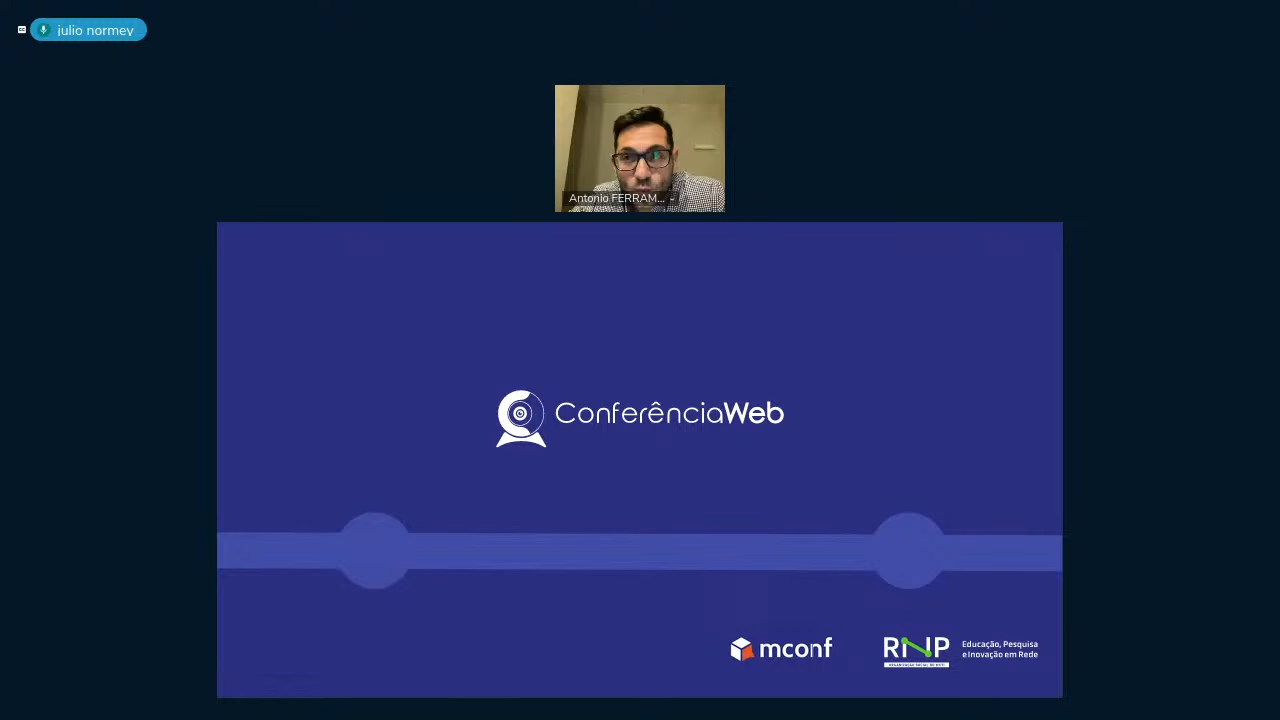 julio normey
Antonio FERRAM... -
ConferênciaWeb
mconf
RNP
Educação, Pesquisa
e Inovação em Rede